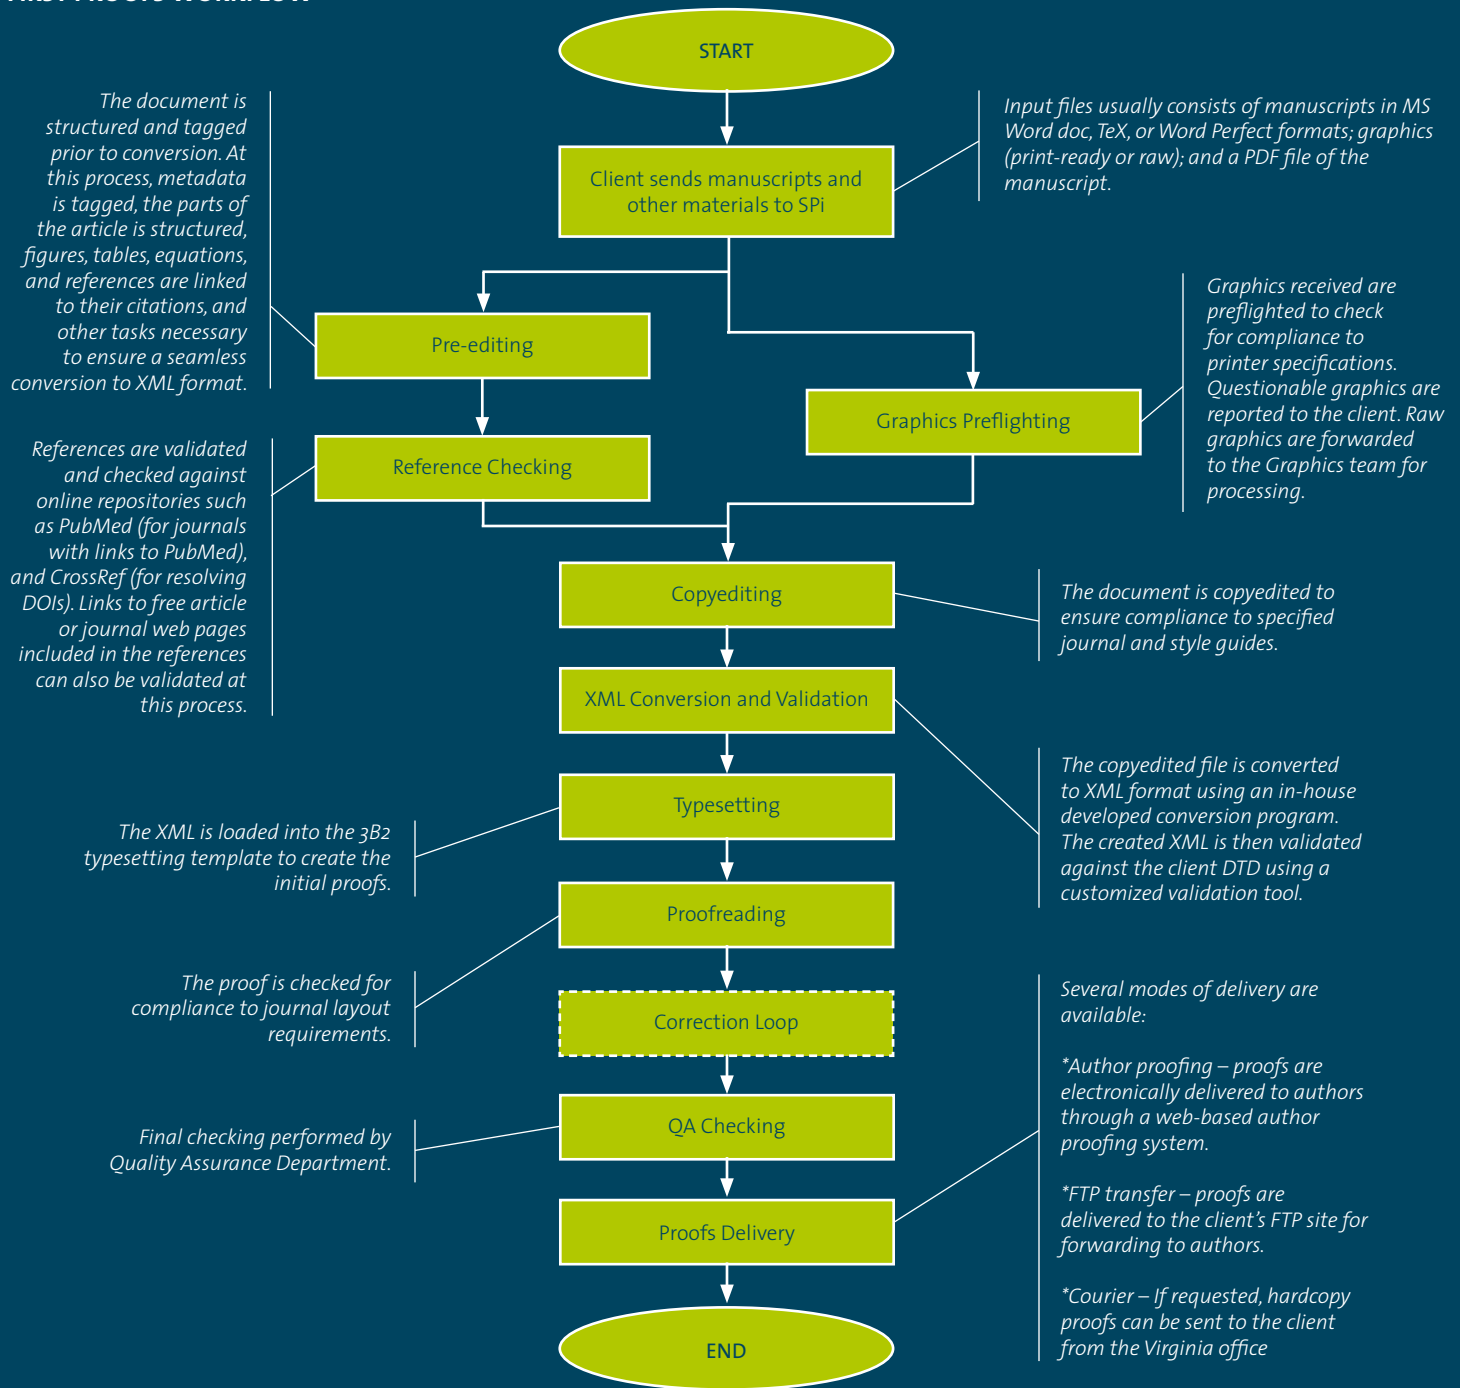 FIRST PROOFS WORKFLOW
START
The document is
structured and tagged
prior to conversion. At
this process, metadada
is tagged, the parts of
the article is structured,
figures, tables, equations,
and references are linked
to their citations, and
other tasks necessary
to ensure a seamless
conversion to XML format.
Input files usually consists of manuscripts in MS
Word doc, TeX, or Word Perfect formats; graphics
(print-ready or raw); and a PDF file of the
manuscript.
Client sends manuscripts and
other materials to SPi
Pre-editing
Graphics received are
preflighted to check
for compliance to
printer specifications.
Questionable graphics are
reported to the client. Raw
graphics are forwarded
to the Graphics team for
processing.
Graphics Preflighting
References are validated
and checked against
online repositories such
as PubMed (for journals
with links to PubMed),
and CrossRef (for resolving
DOIs). Links to free article
or journal web pages
included in the references
can also be validated at
this process.
Reference Checking
Copyediting
The document is copyedited to
ensure compliance to specified
journal and style guides.
XML Conversion and Validation
The copyedited file is converted
to XML format using an in-house
developed conversion program.
The created XML is then validated
against the client DTD using a
customized validation tool.
Typesetting
The XML is loaded into the 3B2
typesetting template to create the
initial proofs.
Proofreading
The proof is checked for
compliance to journal layout
requirements.
Correction Loop
QA Checking
Final checking performed by
Quality Assurance Department.
Proofs Delivery
Several modes of delivery are
available:
*Author proofing – proofs are
electronically delivered to authors
through a web-based author
proofing system.
*FTP transfer – proofs are
delivered to the client's FTP site for
forwarding to authors.
*Courier – If requested, hardcopy
proofs can be sent to the client
from the Virginia office
END